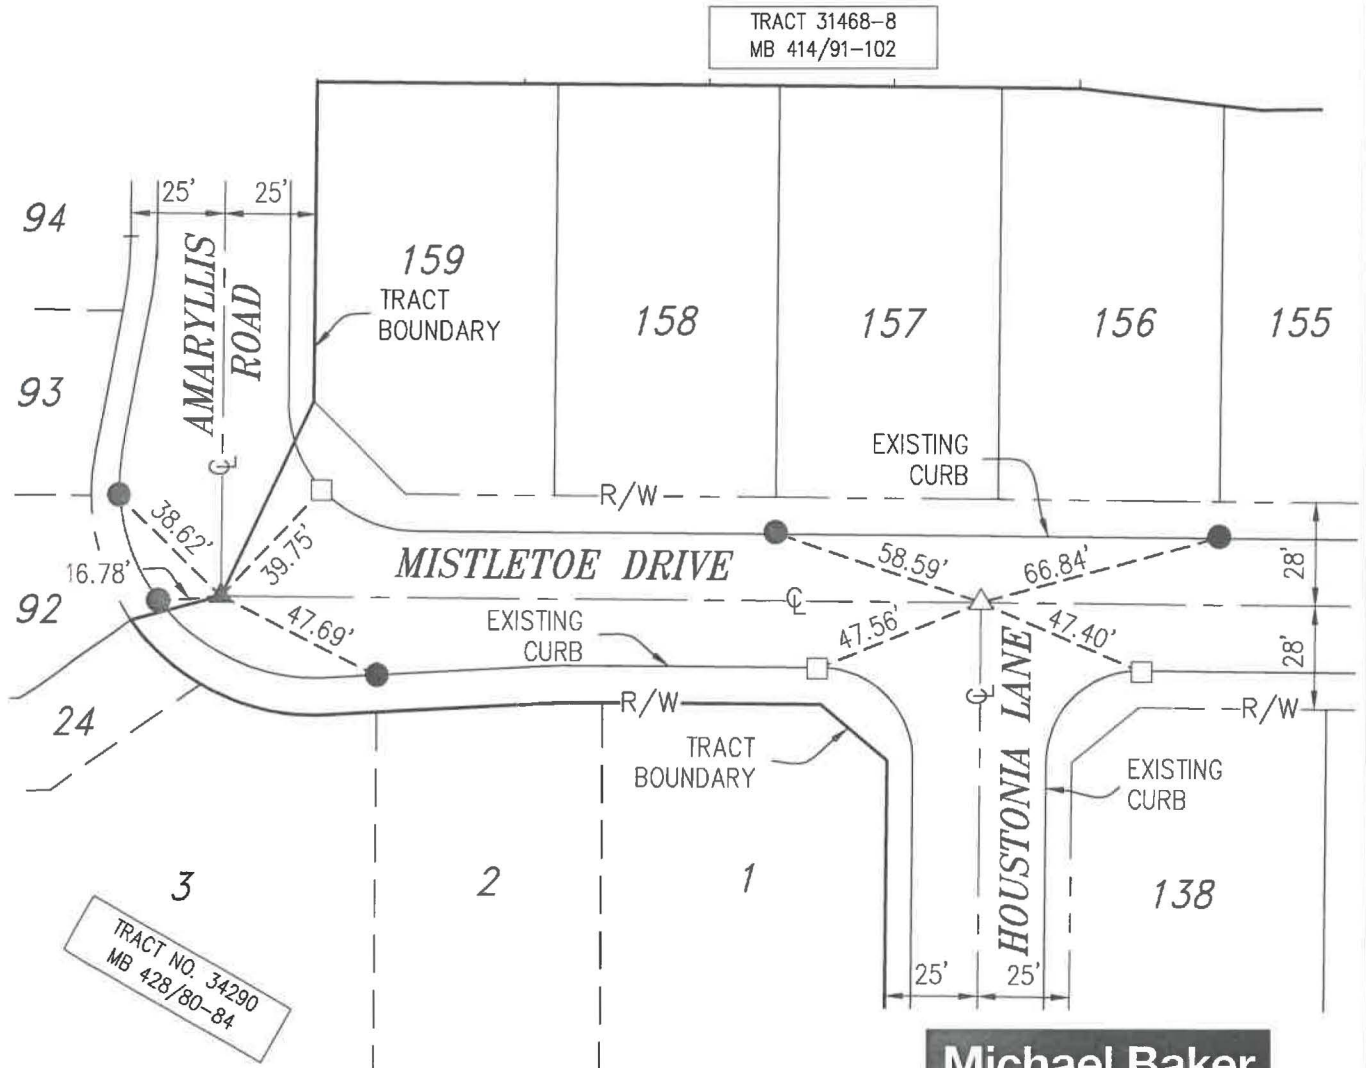 TRACT 31468-8
MB 414/91-102
25'
25'
94
AMARYLLIS
ROAD
159
TRACT
BOUNDARY
158
157
156
155
93
EXISTING
CURB
℄
R/W
38.62'
39.75'
MISTLETOE DRIVE
58.59'
66.84'
28'
16.78'
92
47.69'
EXISTING
CURB
℄
47.56'
47.40'
28'
24
R/W
℄
HOUSTONIA LANE
R/W
TRACT
BOUNDARY
EXISTING
CURB
3
2
1
138
TRACT NO. 34290
MB 428/80-84
25'
25'
Michael Baker